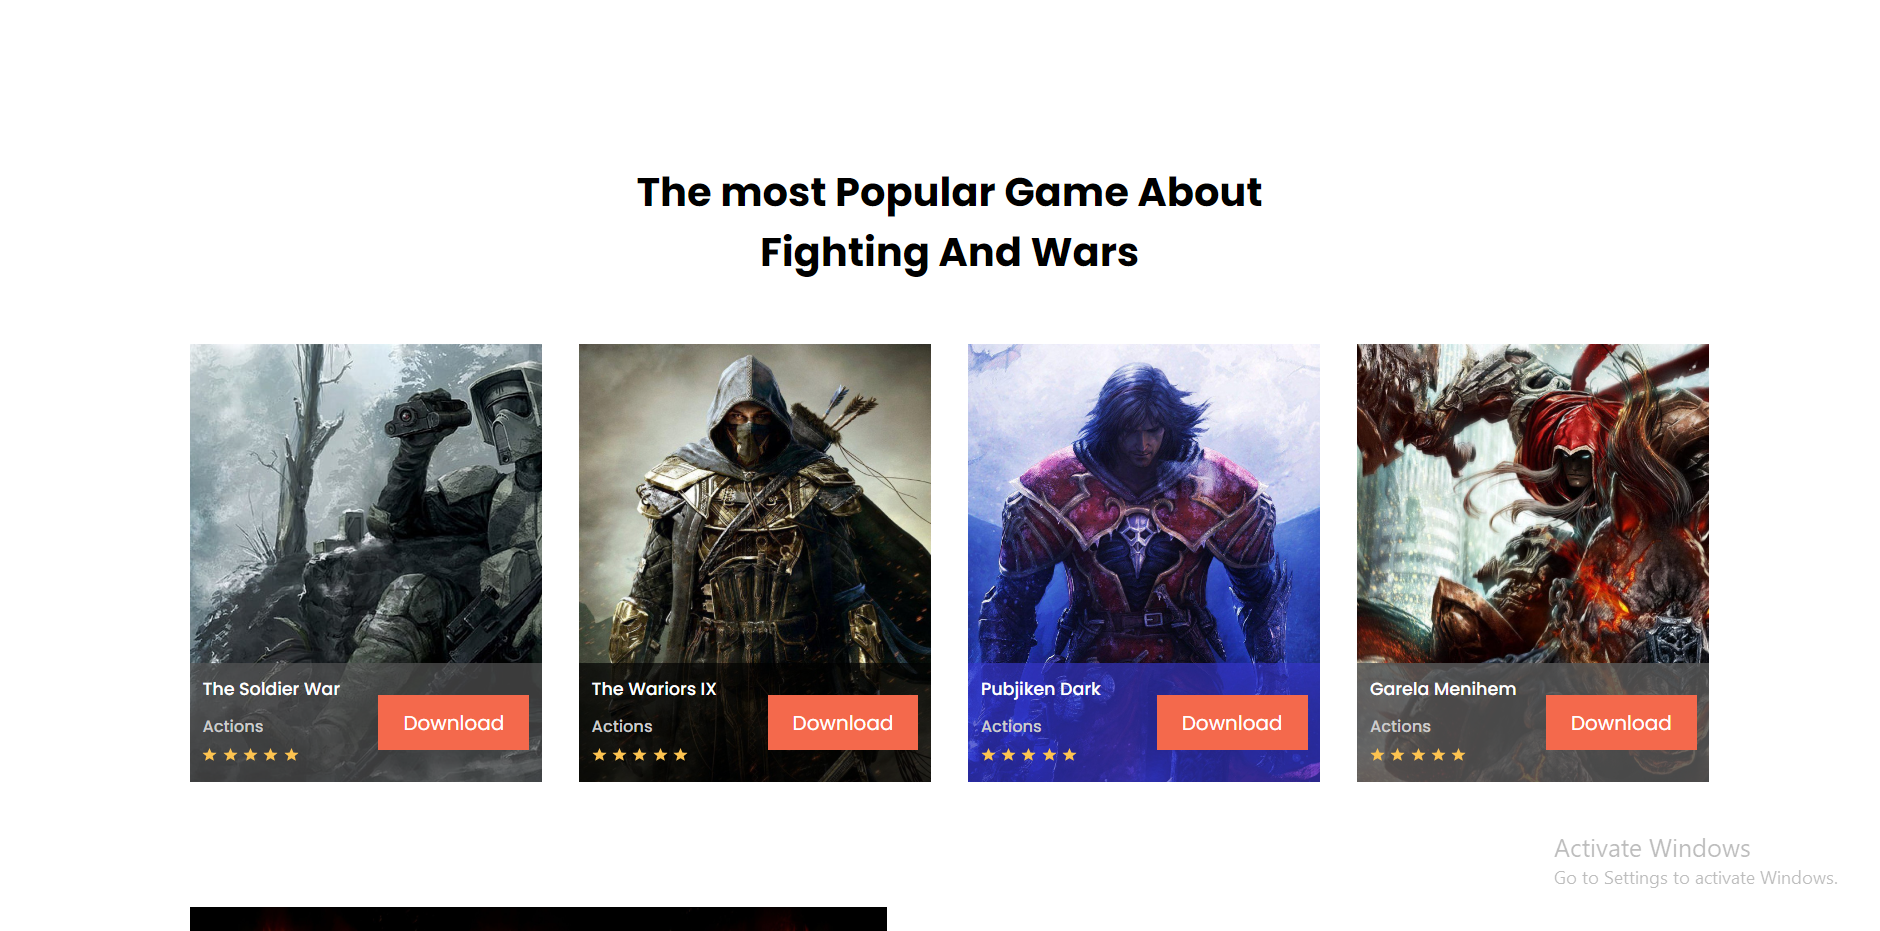 The most Popular Game About
Fighting And Wars
The Soldier War
Actions
Download
The Wariors IX
Actions
Download
Pubjiken Dark
Actions
Download
Garela Menihem
Actions
Download
Activate Windows
Go to Settings to activate Windows.